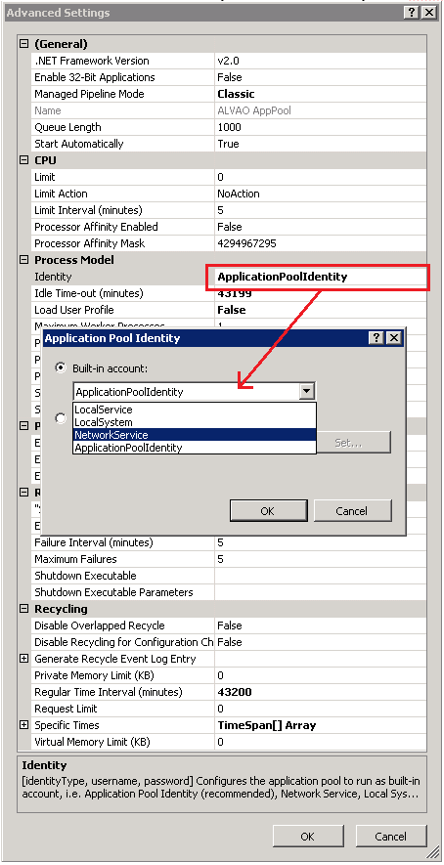 Advanced Settings
(General)
.NET Framework Version v2.0
Enable 32-Bit Applications False
Managed Pipeline Mode Classic
Name ALVAO AppPool
Queue Length 1000
Start Automatically True
CPU
Limit 0
Limit Action NoAction
Limit Interval (minutes) 5
Processor Affinity Enabled False
Processor Affinity Mask 4294967295
Process Model
Identity ApplicationPoolIdentity
Idle Time-out (minutes) 43199
Load User Profile False
Maximum Worker Processes 1
Application Pool Identity
Built-in account:
ApplicationPoolIdentity
LocalService
LocalSystem
NetworkService
ApplicationPoolIdentity
Set...
OK Cancel
Failure Interval (minutes) 5
Maximum Failures 5
Shutdown Executable
Shutdown Executable Parameters
Recycling
Disable Overlapped Recycle False
Disable Recycling for Configuration Ch False
Generate Recycle Event Log Entry
Private Memory Limit (KB) 0
Regular Time Interval (minutes) 43200
Request Limit 0
Specific Times TimeSpan[] Array
Virtual Memory Limit (KB) 0
Identity
[identityType, username, password] Configures the application pool to run as built-in
account, i.e. Application Pool Identity (recommended), Network Service, Local Sys...
OK Cancel